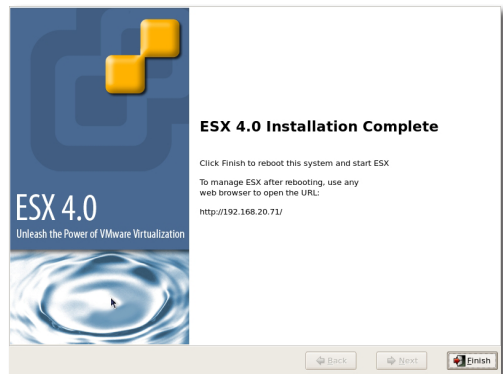 ESX 4.0 Installation Complete
Click Finish to reboot this system and start ESX
To manage ESX after rebooting, use any
web browser to open the URL:
http://192.168.20.71/
ESX 4.0
Unleash the Power of VMware Virtualization
Back
Next
Finish